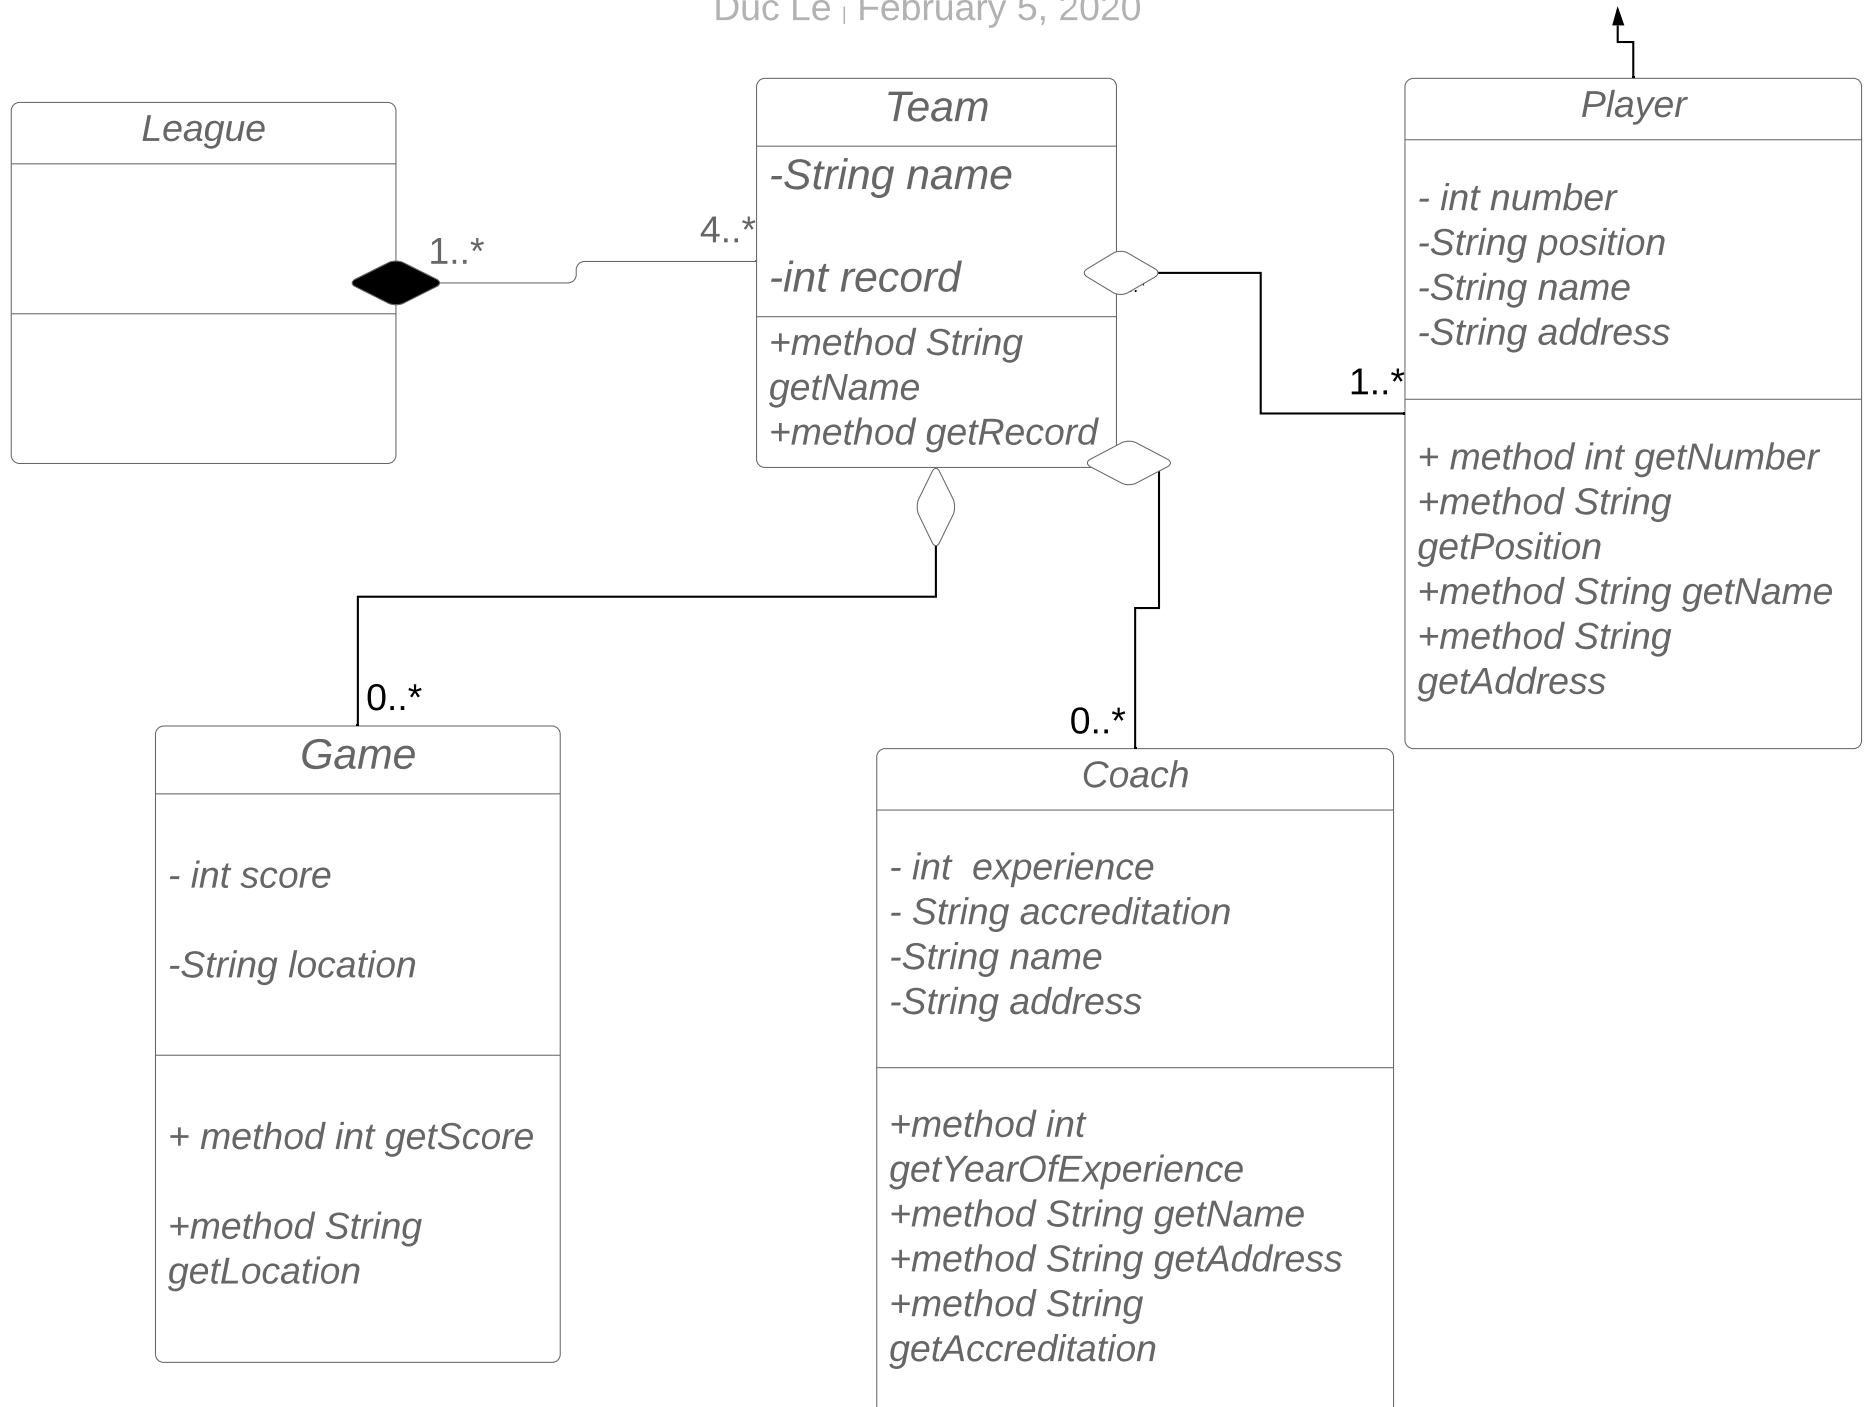 Duc Le | February 5, 2020
League
1..*
4..*
Team
-String name
-int record
+method String
getName
+method getRecord
Player
- int number
-String position
-String name
-String address
1..*
+ method int getNumber
+method String
getPosition
+method String getName
+method String
getAddress
0..*
Game
- int score
-String location
+ method int getScore
+method String
getLocation
0..*
Coach
- int  experience
- String accreditation
-String name
-String address
+method int
getYearOfExperience
+method String getName
+method String getAddress
+method String
getAccreditation